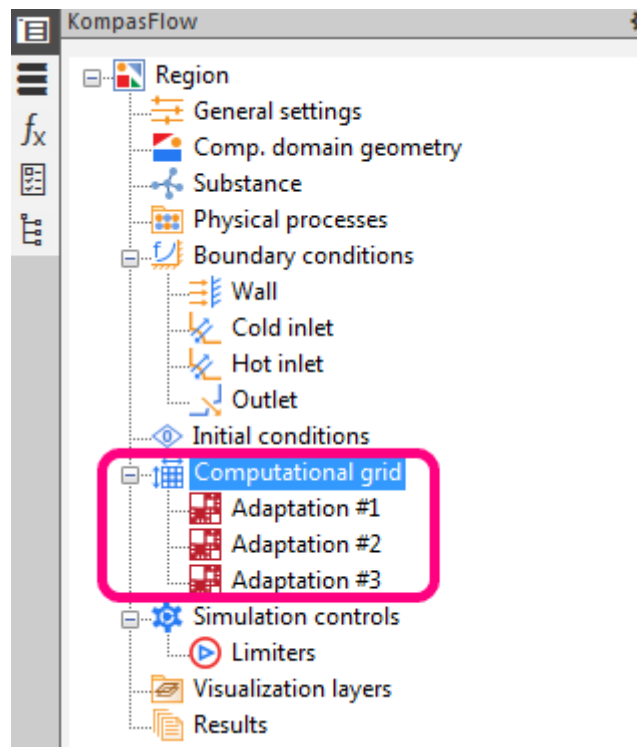 KompasFlow
Region
General settings
Comp. domain geometry
Substance
Physical processes
Boundary conditions
Wall
Cold inlet
Hot inlet
Outlet
Initial conditions
Computational grid
Adaptation #1
Adaptation #2
Adaptation #3
Simulation controls
Limiters
Visualization layers
Results